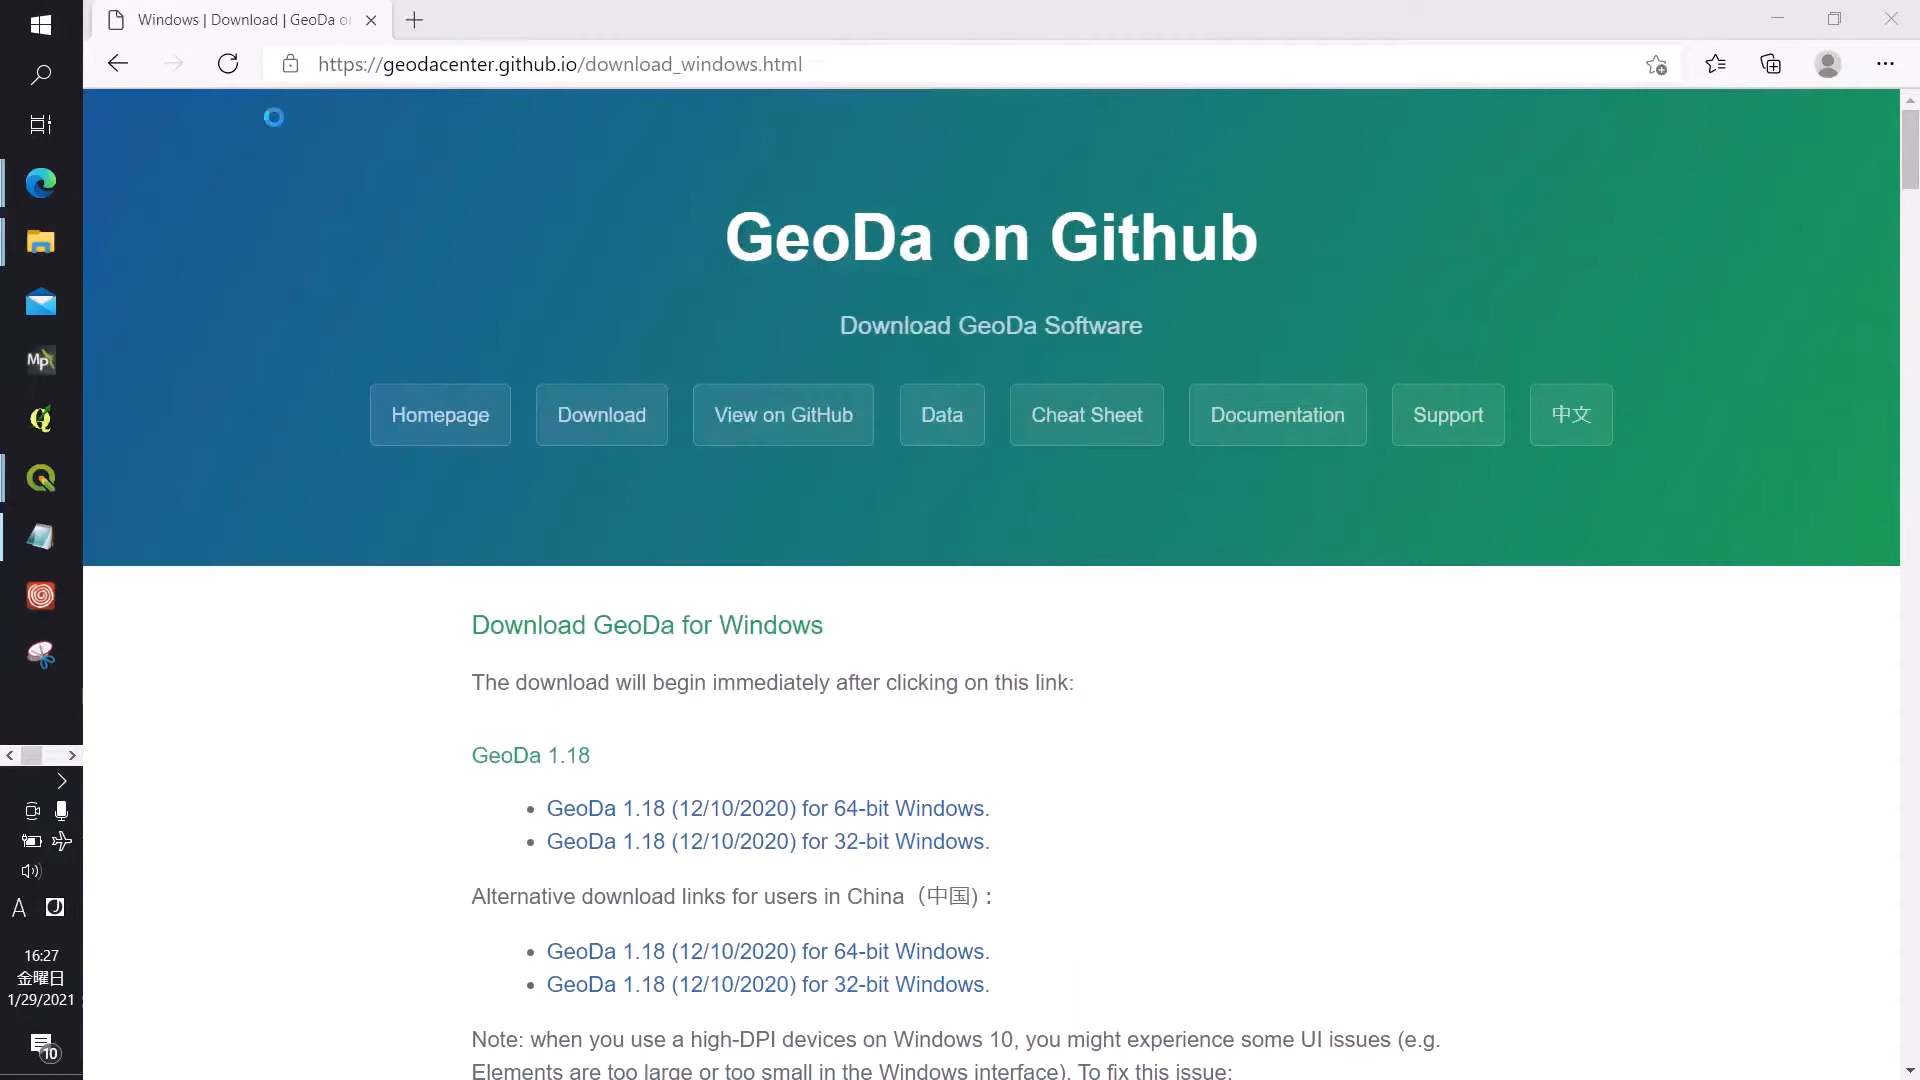 Windows | Download | GeoDa o
https://geodacenter.github.io/download_windows.html
GeoDa on Github
Download GeoDa Software
Homepage
Download
View on GitHub
Data
Cheat Sheet
Documentation
Support
中文
Download GeoDa for Windows
The download will begin immediately after clicking on this link:
GeoDa 1.18
GeoDa 1.18 (12/10/2020) for 64-bit Windows.
GeoDa 1.18 (12/10/2020) for 32-bit Windows.
Alternative download links for users in China（中国)：
GeoDa 1.18 (12/10/2020) for 64-bit Windows.
GeoDa 1.18 (12/10/2020) for 32-bit Windows.
Note: when you use a high-DPI devices on Windows 10, you might experience some UI issues (e.g.
Elements are too large or too small in the Windows interface). To fix this issue:
Mpt
A
J
16:27
金曜日
1/29/2021
10